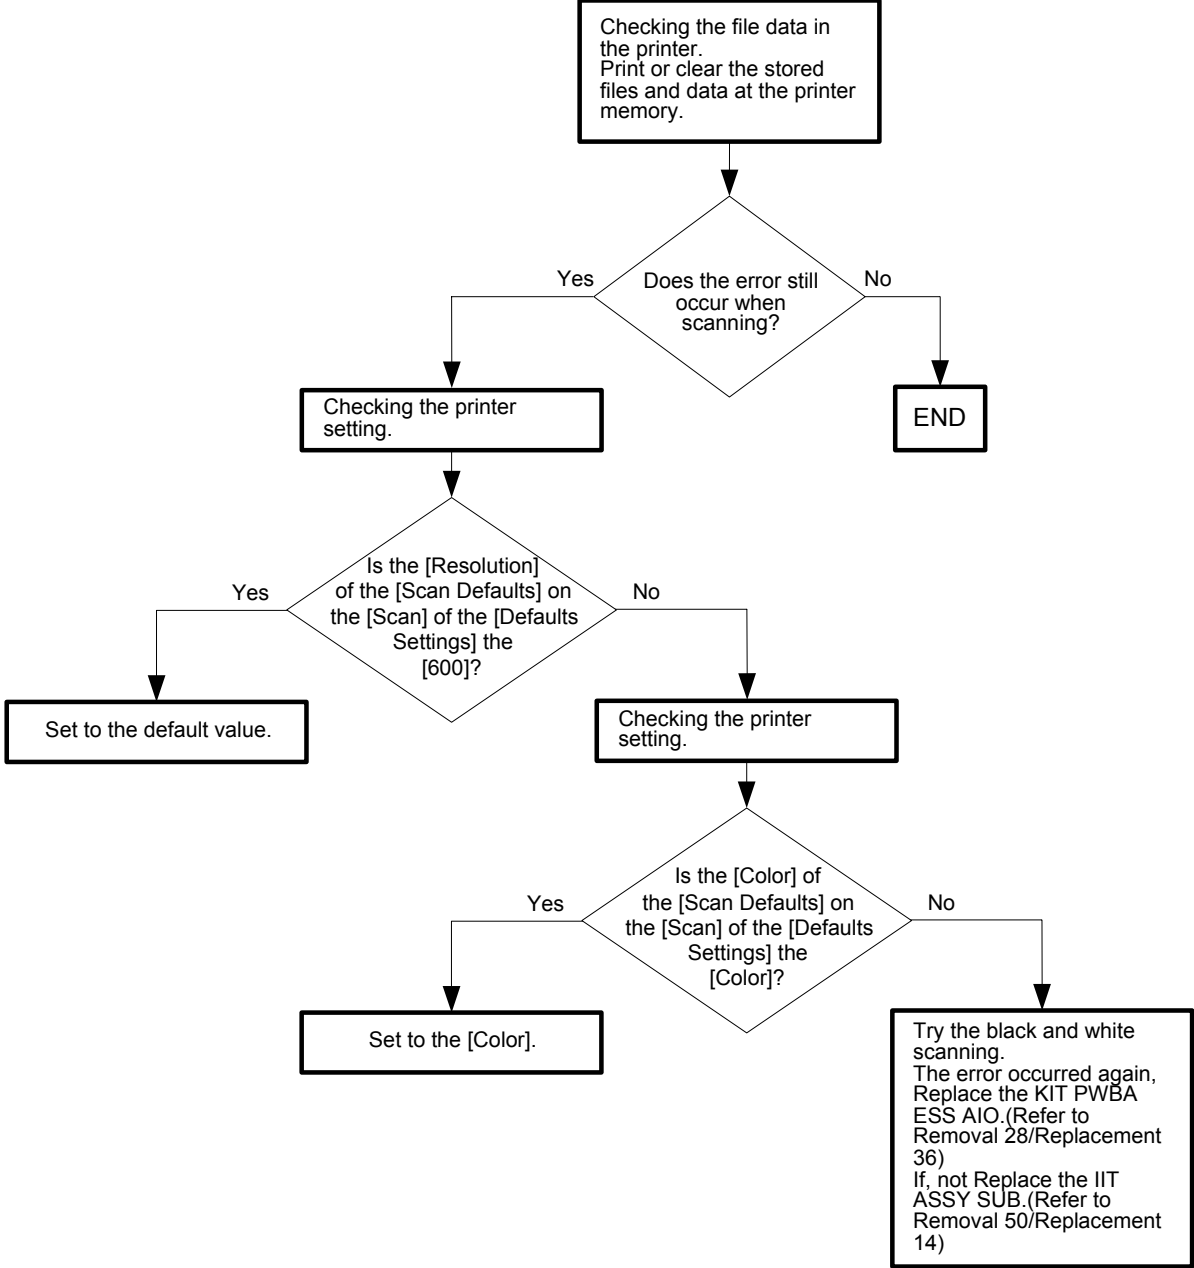 Checking the file data in
the printer.
Print or clear the stored
files and data at the printer
memory.
Yes
Does the error still
occur when
scanning?
No
Checking the printer
setting.
END
Yes
Is the [Resolution]
of the [Scan Defaults] on
the [Scan] of the [Defaults
Settings] the
[600]?
No
Set to the default value.
Checking the printer
setting.
Yes
Is the [Color] of
the [Scan Defaults] on
the [Scan] of the [Defaults
Settings] the
[Color]?
No
Set to the [Color].
Try the black and white
scanning.
The error occurred again,
Replace the KIT PWBA
ESS AIO.(Refer to
Removal 28/Replacement
36)
If, not Replace the IIT
ASSY SUB.(Refer to
Removal 50/Replacement
14)